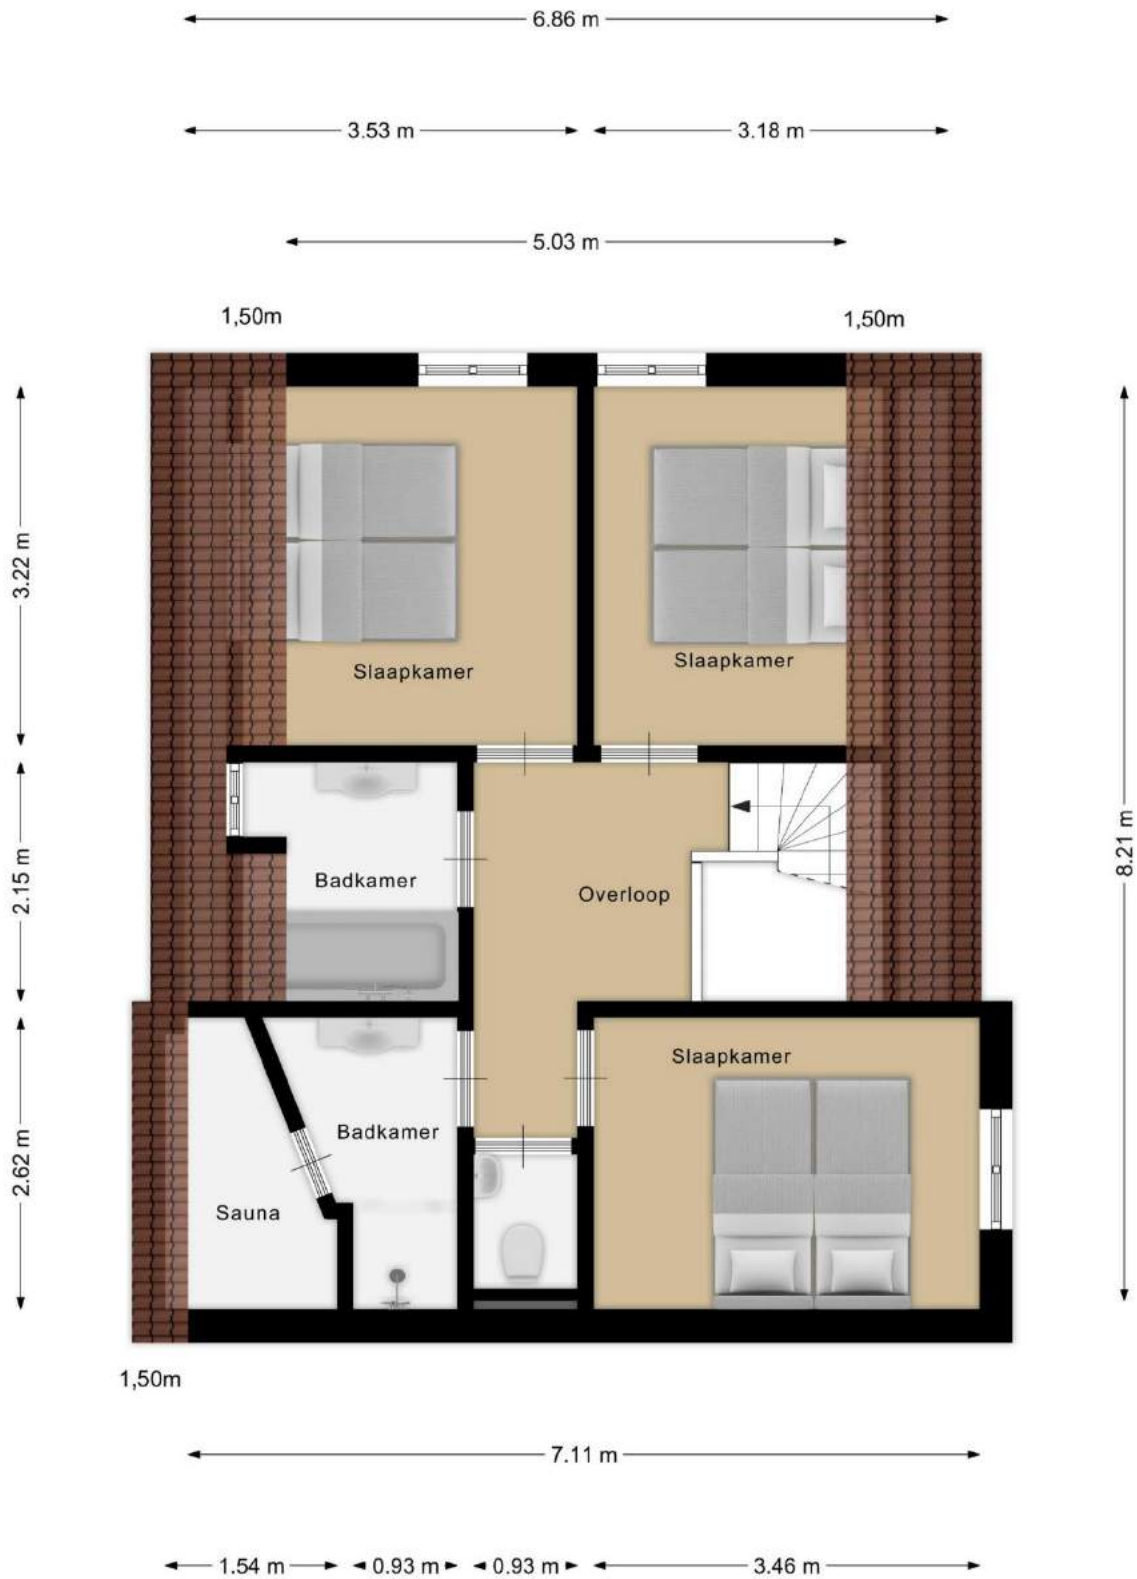 6.86 m
3.53 m
3.18 m
5.03 m
1,50m
1,50m
3.22 m
Slaapkamer
Slaapkamer
8.21 m
2.15 m
Badkamer
Overloop
Slaapkamer
2.62 m
Badkamer
Sauna
1,50m
7.11 m
1.54 m
0.93 m
0.93 m
3.46 m